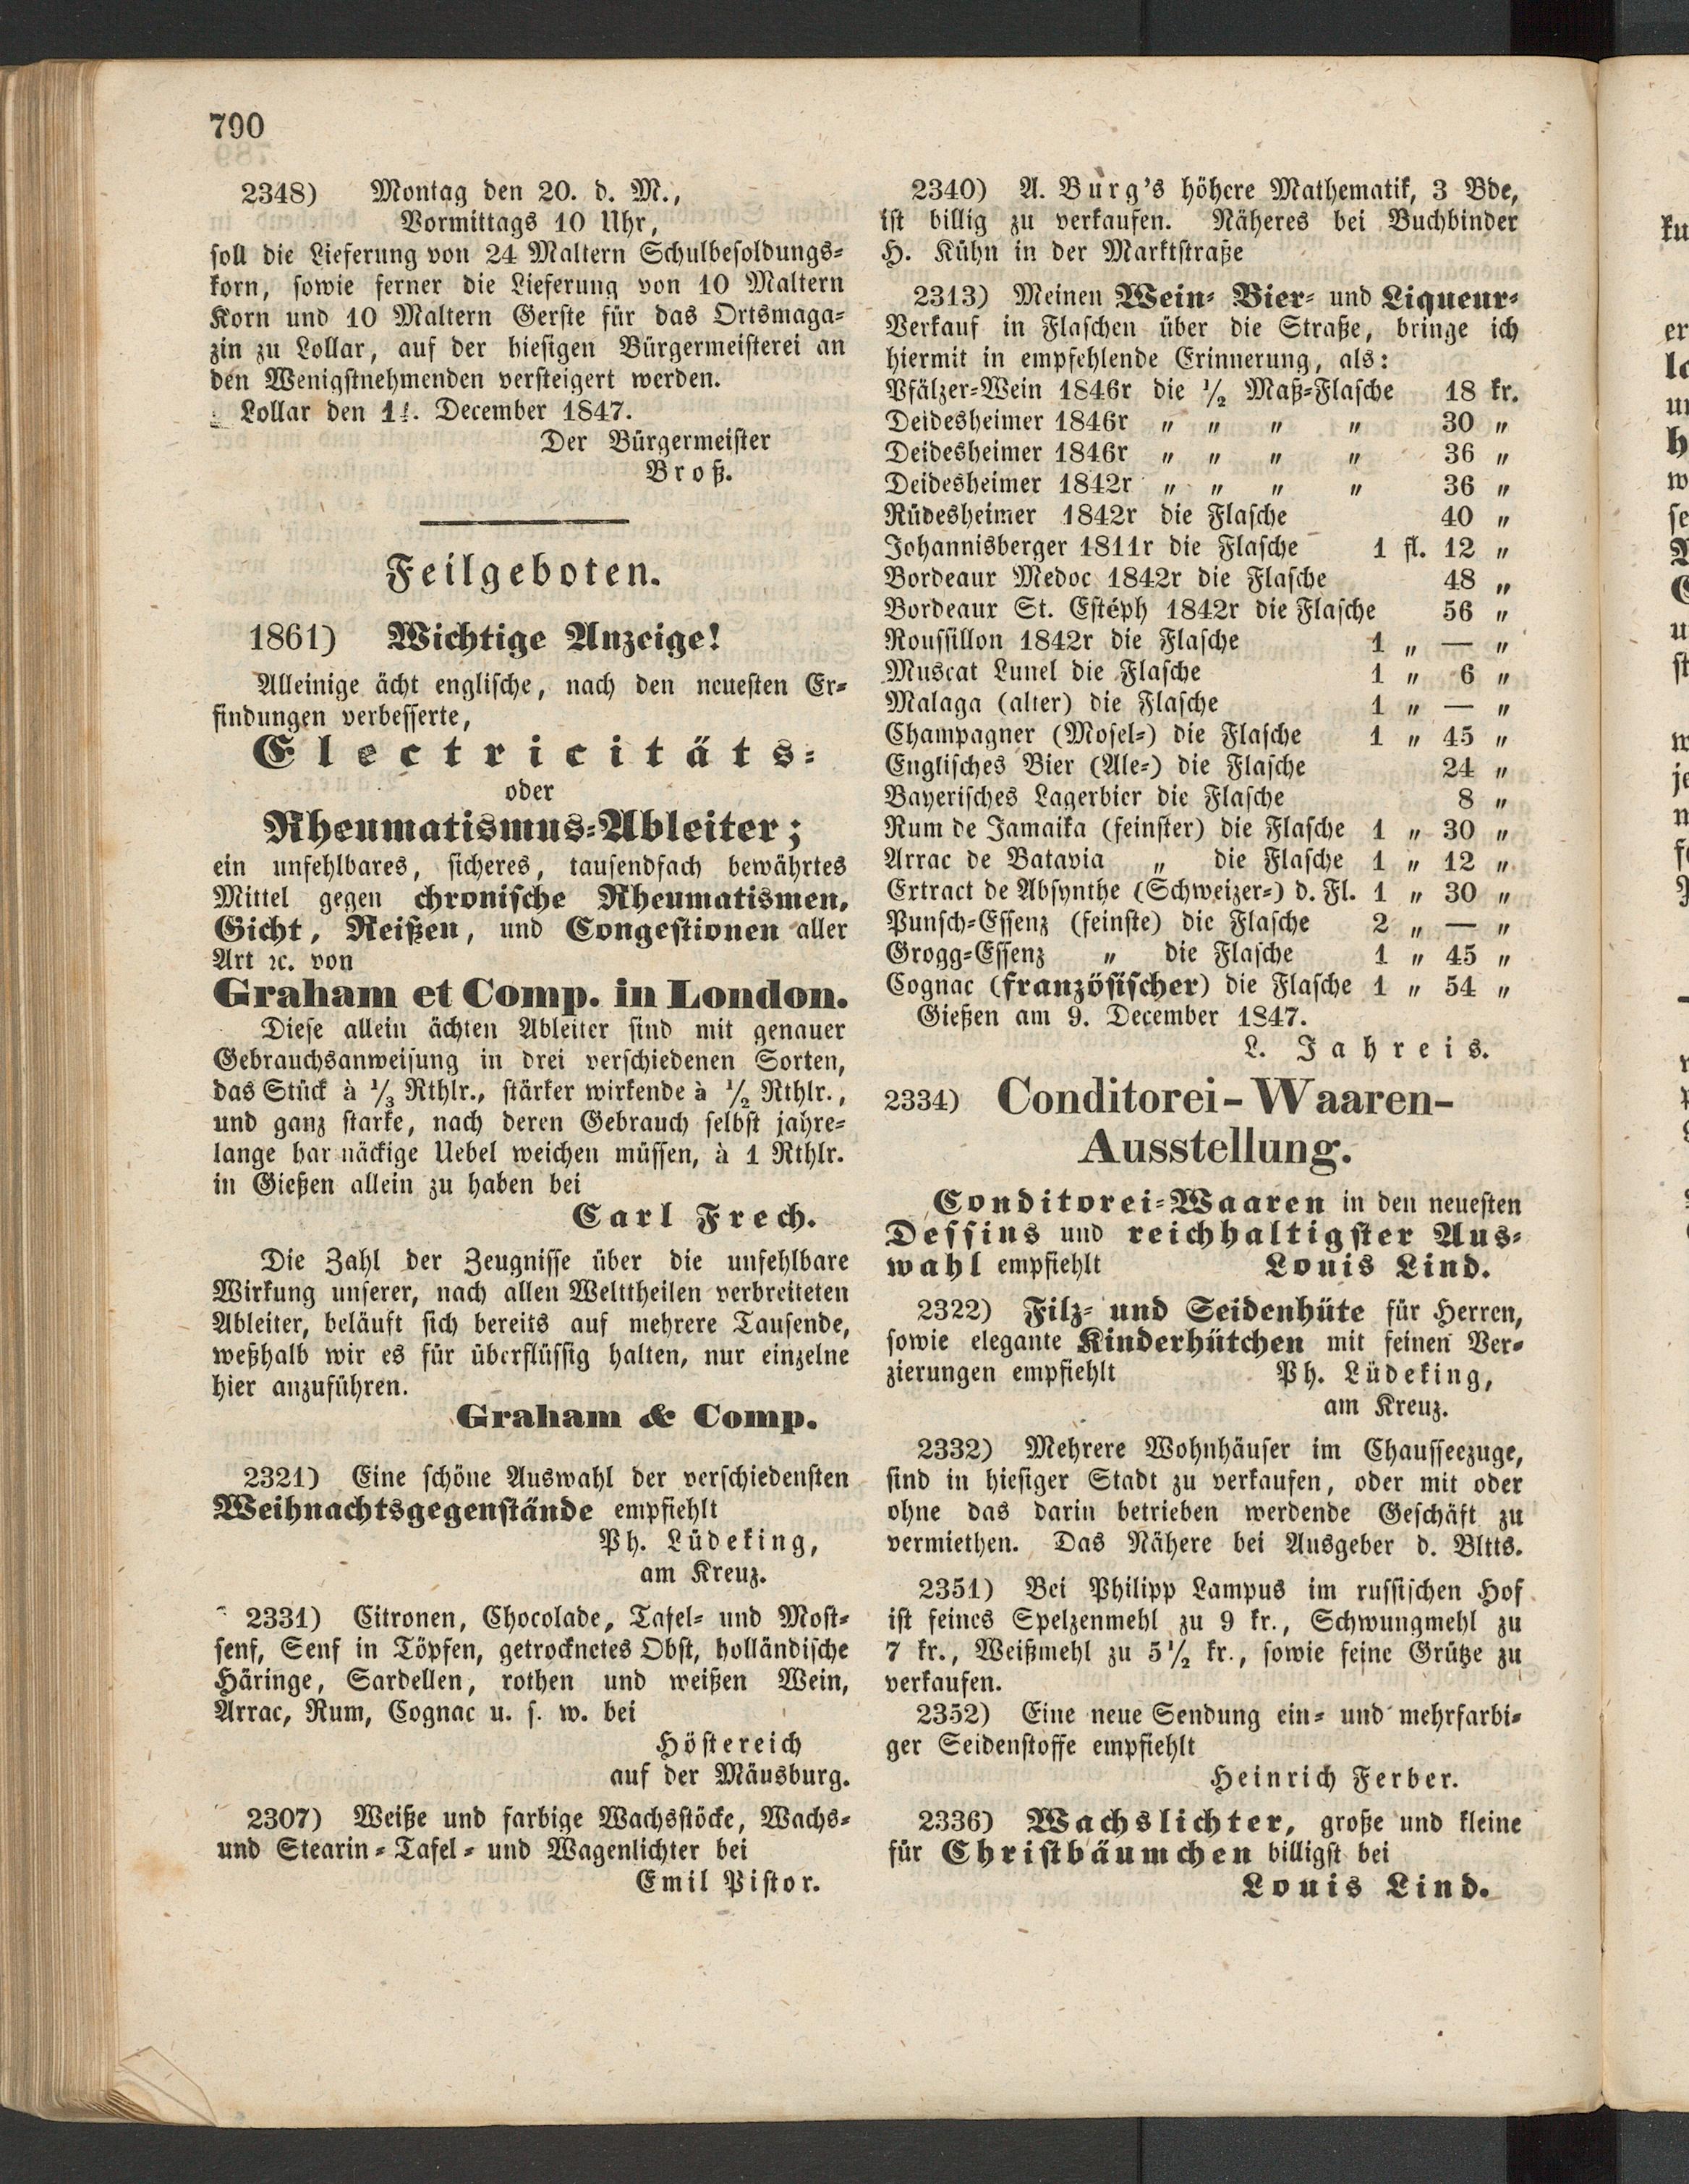 790
2348) Montag den 20. d. M.,
Vormittags 10 Uhr,
soll die Lieferung von 24 Maltern Schulbesoldungs-
korn, sowie ferner die Lieferung von 10 Maltern
Korn und 10 Maltern Gerste für das Ortsmaga-
zin zu Lollar, auf der hiesigen Bürgermeisterei an
den Wenigstnehmenden versteigert werden.
Lollar den December 1847.
Der Bürgermeister
Broß.
Feilgeboten.
1861) Wichtige Anzeige!
Alleinige ächt englische, nach den neuesten Er-
findungen verbesserte,
Electricitäts-
oder
Rheumatismus-Ableiter;
ein unfehlbares, sicheres, tausendfach bewährtes
Mittel gegen chronische Rheumatismen,
Gicht, Reißen, und Congestionen aller
Art ꝛc. von
Graham et Comp. in London.
Diese allein ächten Ableiter sind mit genauer
Gebrauchsanweisung in drei verschiedenen Sorten,
das Stück à 1/3 Rthlr., stärker wirkende à 1/2 Rthlr.,
und ganz starke, nach deren Gebrauch selbst jahre-
lange har näckige Uebel weichen müssen, à 1 Rthlr.
in Gießen allein zu haben bei
Carl Frech.
Die Zahl der Zeugnisse über die unfehlbare
Wirkung unserer, nach allen Welttheilen verbreiteten
Ableiter, beläuft sich bereits auf mehrere Tausende,
weßhalb wir es für überflüssig halten, nur einzelne
hier anzuführen.
Graham & Comp.
2321) Eine schöne Auswahl der verschiedensten
Weihnachtsgegenstände empfiehlt
Ph. Lüdeking,
am Kreuz.
2331) Citronen, Chocolade, Tafel- und Most-
senf, Senf in Töpfen, getrocknetes Obst, holländische
Häringe, Sardellen, rothen und weißen Wein,
Arrac, Rum, Cognac u. s. w. bei
Höstereich
auf der Mäusburg.
2307) Weiße und farbige Wachsstöcke, Wachs-
und Stearin-Tafel- und Wagenlichter bei
Emil Pistor.
2340) A. Burg's höhere Mathematik, 3 Bde,
ist billig zu verkaufen. Näheres bei Buchbinder
H. Kühn in der Marktstraße
2313) Meinen Wein- Bier- und Liqueur-
Verkauf in Flaschen über die Straße, bringe ich
hiermit in empfehlende Erinnerung, als:
Pfälzer-Wein 1846r die 1/2 Maß-Flasche 18 kr.
Deidesheimer 1846r " " " " 30 "
Deidesheimer 1846r " " " " 36 "
Deidesheimer 1842r " " " " 36 "
Rüdesheimer 1842r die Flasche 40 "
Johannisberger 1811r die Flasche 1 fl. 12 "
Bordeaux Medoc 1842r die Flasche 48 "
Bordeaux St. Estéph 1842r die Flasche 56 "
Roussillon 1842r die Flasche 1 " — "
Muscat Lunel die Flasche 1 " 6 "
Malaga (alter) die Flasche 1 " — "
Champagner (Mosel-) die Flasche 1 " 45 "
Englisches Bier (Ale-) die Flasche 24 "
Bayerisches Lagerbier die Flasche 8 "
Rum de Jamaika (feinster) die Flasche 1 " 30 "
Arrac de Batavia " die Flasche 1 " 12 "
Extract de Absynthe (Schweizer-) d. Fl. 1 " 30 "
Punsch-Essenz (feinste) die Flasche 2 " — "
Grogg-Essenz " die Flasche 1 " 45 "
Cognac (französischer) die Flasche 1 " 54 "
Gießen am 9. December 1847.
L. Jahreis.
2334) Conditorei-Waaren-
Ausstellung.
Conditorei-Waaren in den neuesten
Dessins und reichhaltigster Aus-
wahl empfiehlt Louis Lind.
2322) Filz- und Seidenhüte für Herren,
sowie elegante Kinderhütchen mit feinen Ver-
zierungen empfiehlt Ph. Lüdeking,
am Kreuz.
2332) Mehrere Wohnhäuser im Chausseezuge,
sind in hiesiger Stadt zu verkaufen, oder mit oder
ohne das darin betrieben werdende Geschäft zu
vermiethen. Das Nähere bei Ausgeber d. Bltts.
2351) Bei Philipp Lampus im russischen Hof
ist feines Spelzenmehl zu 9 kr., Schwungmehl zu
7 kr., Weißmehl zu 5 1/2 kr., sowie feine Grütze zu
verkaufen.
2352) Eine neue Sendung ein- und mehrfarbi-
ger Seidenstoffe empfiehlt
Heinrich Ferber.
2336) Wachslichter, große und kleine
für Christbäumchen billigst bei
Louis Lind.